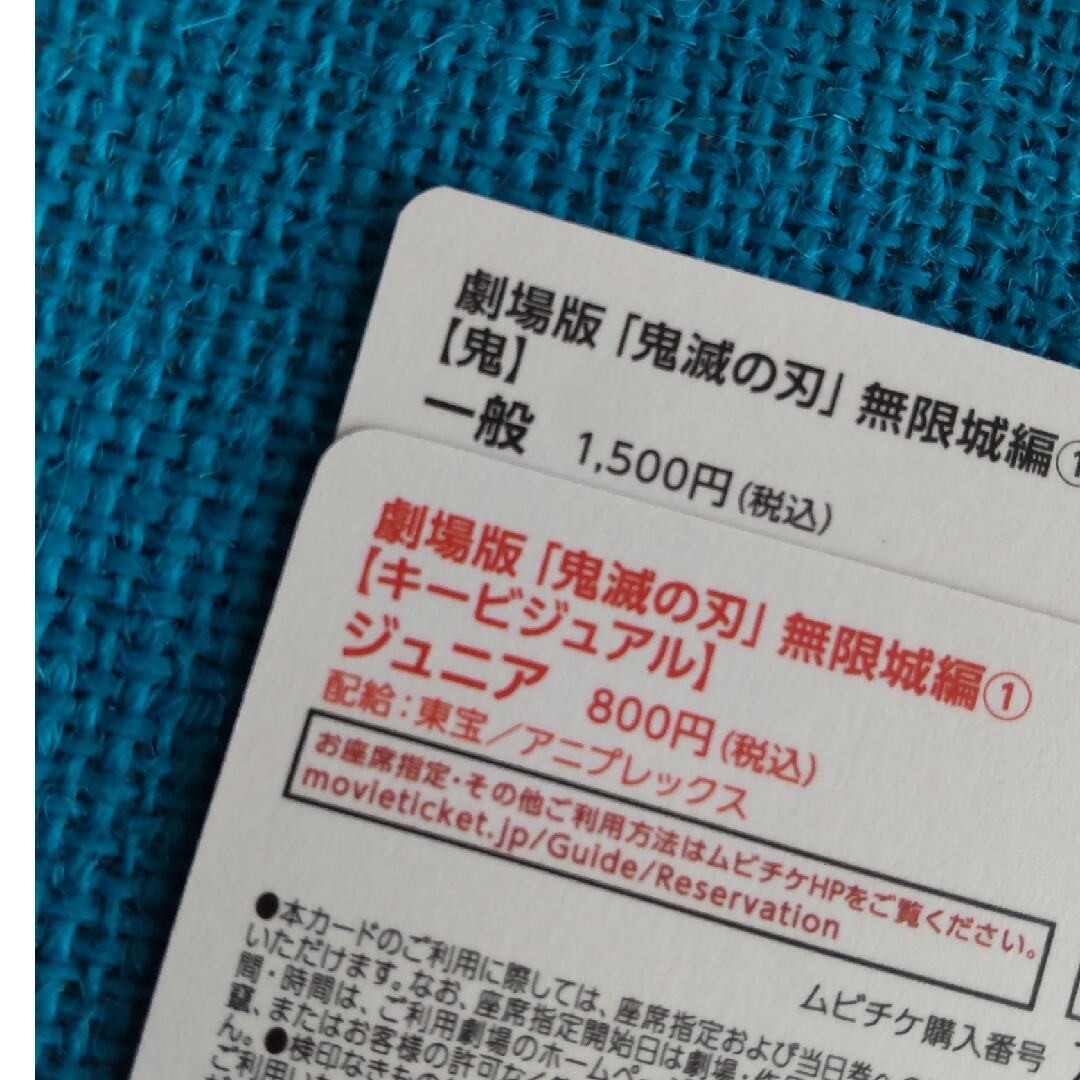 劇場版「鬼滅の刃」無限城編①
【鬼】
一般 1,500円(税込)
劇場版「鬼滅の刃」無限城編①
【キービジュアル】
ジュニア 800円(税込)
配給:東宝/アニプレックス
お座席指定・その他ご利用方法はムビチケHPをご覧ください。
movieticket.jp/Guide/Reservation
ムビチケ購入番号
●本カードのご利用に際しては、座席指定および当日券への
いただけます。なお、座席指定開始日は劇場・作
間・時間は、ご利用劇場のホームペー
竄、またはお客様の許可なく
ん。●検印なきもの
ご利用い